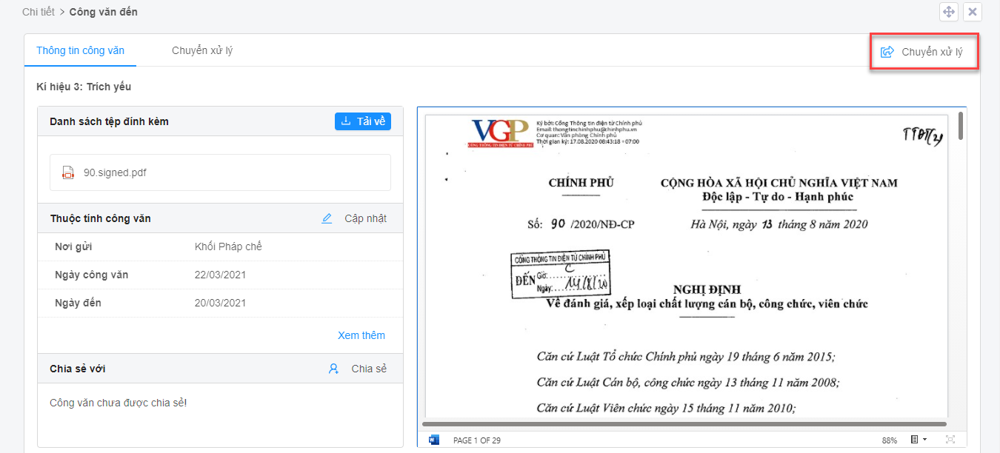 Chi tiết > Công văn đến
Thông tin công văn
Chuyển xử lý
Chuyển xử lý
Kí hiệu 3: Trích yếu
Danh sách tệp đính kèm
Tải về
90.signed.pdf
Thuộc tính công văn
Cập nhật
Nơi gửi
Khối Pháp chế
Ngày công văn
22/03/2021
Ngày đến
20/03/2021
Xem thêm
Chia sẻ với
Chia sẻ
Công văn chưa được chia sẻ!
VGP
CỔNG THÔNG TIN ĐIỆN TỬ CHÍNH PHỦ
Ký bởi: Cổng Thông tin điện tử Chính phủ
Email: thongtinchinhphu@chinhphu.vn
Cơ quan: Văn phòng Chính phủ
Thời gian ký: 17.08.2020 08:43:18 +07:00
CHÍNH PHỦ
CỘNG HÒA XÃ HỘI CHỦ NGHĨA VIỆT NAM
Độc lập - Tự do - Hạnh phúc
Số: 90 /2020/NĐ-CP
Hà Nội, ngày 13 tháng 8 năm 2020
CỔNG THÔNG TIN ĐIỆN TỬ CHÍNH PHỦ
ĐẾN
Giờ: C
Ngày: 14/8/20
NGHỊ ĐỊNH
Về đánh giá, xếp loại chất lượng cán bộ, công chức, viên chức
Căn cứ Luật Tổ chức Chính phủ ngày 19 tháng 6 năm 2015;
Căn cứ Luật Cán bộ, công chức ngày 13 tháng 11 năm 2008;
Căn cứ Luật Viên chức ngày 15 tháng 11 năm 2010;
PAGE 1 OF 29
88%